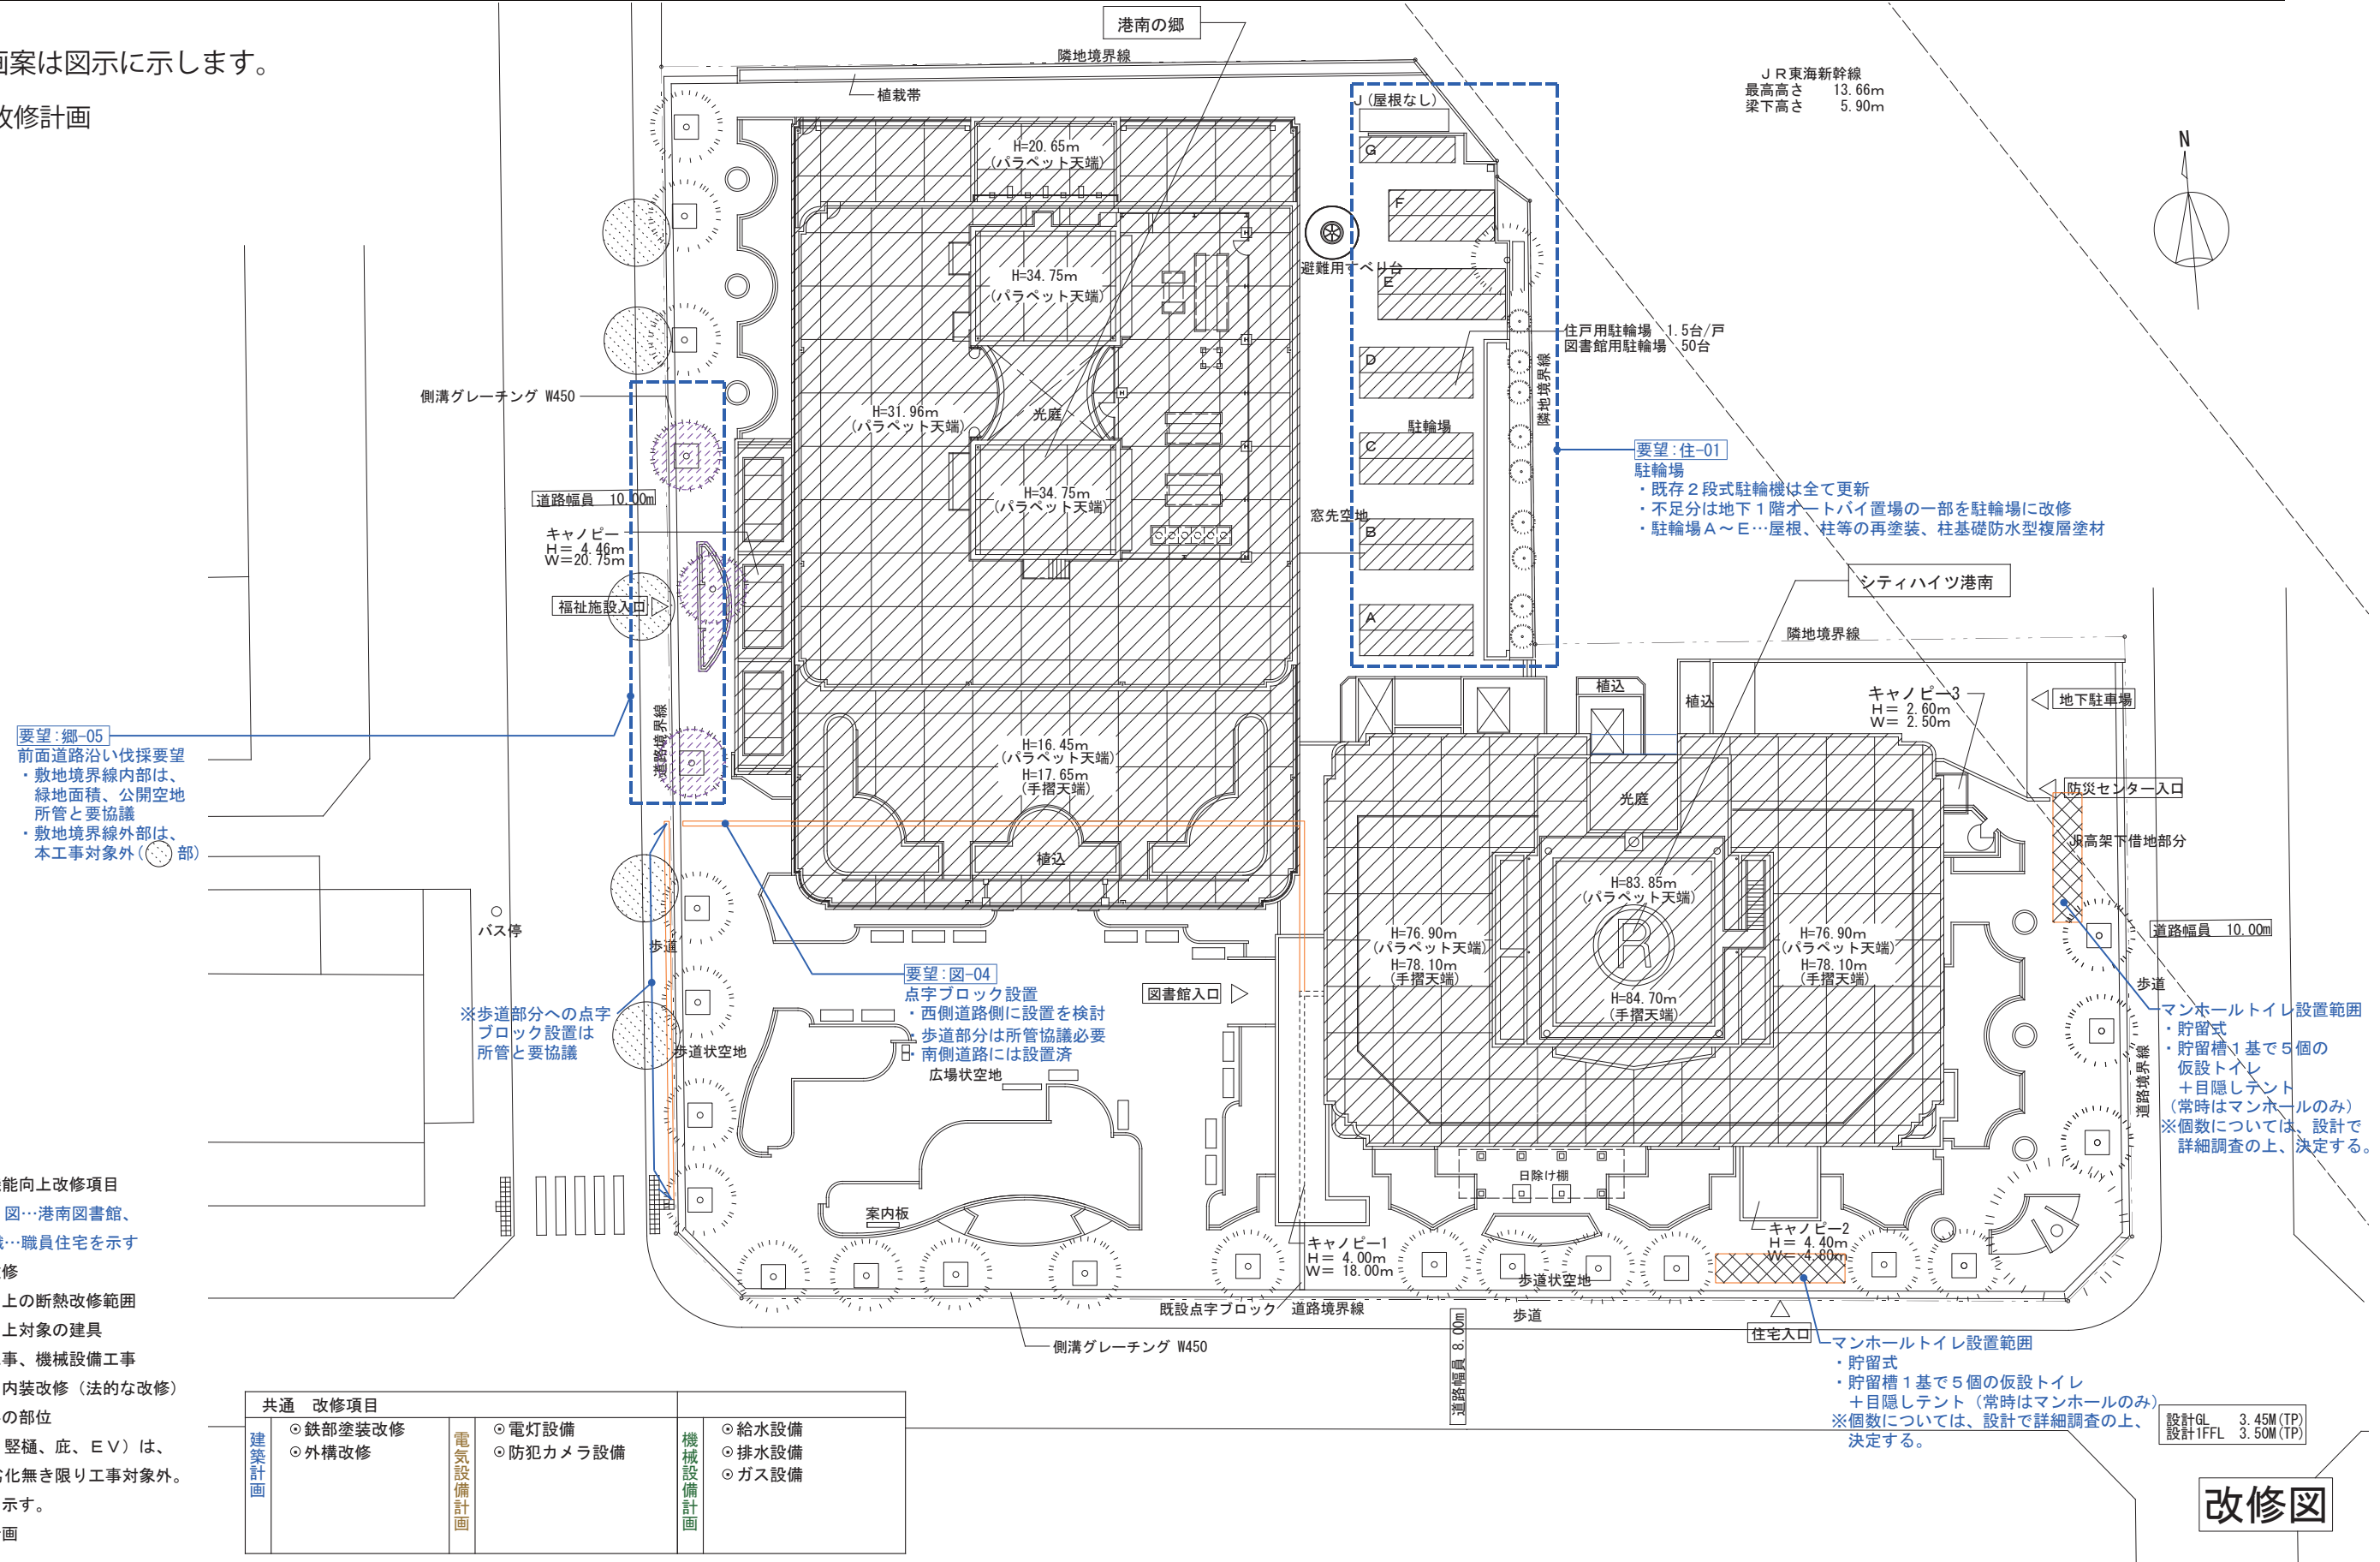 画案は図示に示します。
改修計画
港南の郷
隣地境界線
植栽帯
J(屋根なし)
JR東海新幹線
最高高さ 13.66m
梁下高さ 5.90m
N
G
H=20.65m
(パラペット天端)
F
避難用すべり台
E
H=34.75m
(パラペット天端)
住戸用駐輪場 1.5台/戸
図書館用駐輪場 50台
D
隣地境界線
側溝グレーチング W450
H=31.96m
(パラペット天端)
光庭
駐輪場
C
要望:住-01
駐輪場
・既存2段式駐輪機は全て更新
・不足分は地下1階オートバイ置場の一部を駐輪場に改修
・駐輪場A~E…屋根、柱等の再塗装、柱基礎防水型複層塗材
道路幅員 10.00m
H=34.75m
(パラペット天端)
窓先空地
B
キャノピー
H= 4.46m
W=20.75m
福祉施設入口
A
シティハイツ港南
隣地境界線
植込
植込
キャノピー3
H= 2.60m
W= 2.50m
地下駐車場
道路境界線
要望:郷-05
前面道路沿い伐採要望
・敷地境界線内部は、
緑地面積、公開空地
所管と要協議
・敷地境界線外部は、
本工事対象外( 部)
H=16.45m
(パラペット天端)
H=17.65m
(手摺天端)
植込
光庭
防災センター入口
JR高架下借地部分
H=83.85m
(パラペット天端)
R
H=76.90m
(パラペット天端)
H=78.10m
(手摺天端)
H=76.90m
(パラペット天端)
H=78.10m
(手摺天端)
H=84.70m
(手摺天端)
道路幅員 10.00m
バス停
歩道
要望:図-04
点字ブロック設置
・西側道路側に設置を検討
・歩道部分は所管協議必要
・南側道路には設置済
図書館入口
※歩道部分への点字
ブロック設置は
所管と要協議
歩道状空地
広場状空地
歩道
マンホールトイレ設置範囲
・貯留式
・貯留槽1基で5個の
仮設トイレ
+目隠しテント
(常時はマンホールのみ)
※個数については、設計で
詳細調査の上、決定する。
道路境界線
日除け棚
案内板
キャノピー1
H= 4.00m
W= 18.00m
キャノピー2
H= 4.40m
W= 4.80m
歩道状空地
既設点字ブロック
道路境界線
歩道
側溝グレーチング W450
道路幅員 8.00m
住宅入口
マンホールトイレ設置範囲
・貯留式
・貯留槽1基で5個の仮設トイレ
+目隠しテント(常時はマンホールのみ)
※個数については、設計で詳細調査の上、
決定する。
設計GL 3.45M(TP)
設計1FFL 3.50M(TP)
能向上改修項目
図…港南図書館、
…職員住宅を示す
修
上の断熱改修範囲
上対象の建具
事、機械設備工事
内装改修(法的な改修)
の部位
竪樋、庇、EV)は、
化無き限り工事対象外。
示す。
画
共通 改修項目
建築計画
◎鉄部塗装改修
◎外構改修
電気設備計画
◎電灯設備
◎防犯カメラ設備
機械設備計画
◎給水設備
◎排水設備
◎ガス設備
改修図